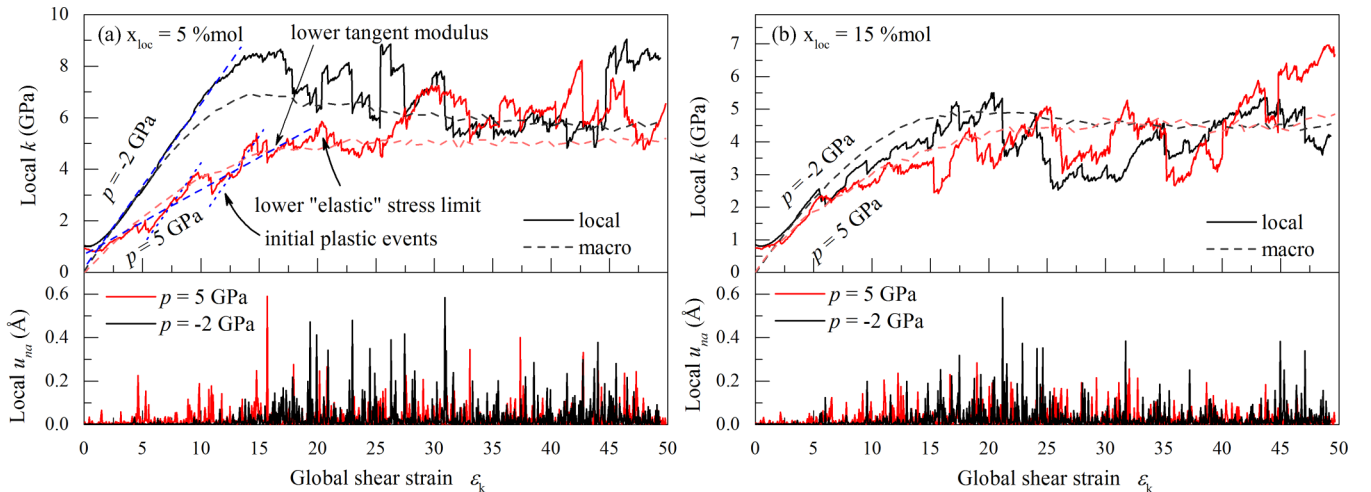 (a) x_loc = 5 %mol
lower tangent modulus
p = -2 GPa
p = 5 GPa
lower "elastic" stress limit
initial plastic events
local
macro
Local k (GPa)
10
8
6
4
2
0
p = 5 GPa
p = -2 GPa
Local u_na (Å)
0.6
0.4
0.2
0.0
0 5 10 15 20 25 30 35 40 45 50
Global shear strain ε_k
(b) x_loc = 15 %mol
p = -2 GPa
p = 5 GPa
local
macro
Local k (GPa)
7
6
5
4
3
2
1
0
p = 5 GPa
p = -2 GPa
Local u_na (Å)
0.6
0.4
0.2
0.0
0 5 10 15 20 25 30 35 40 45 50
Global shear strain ε_k